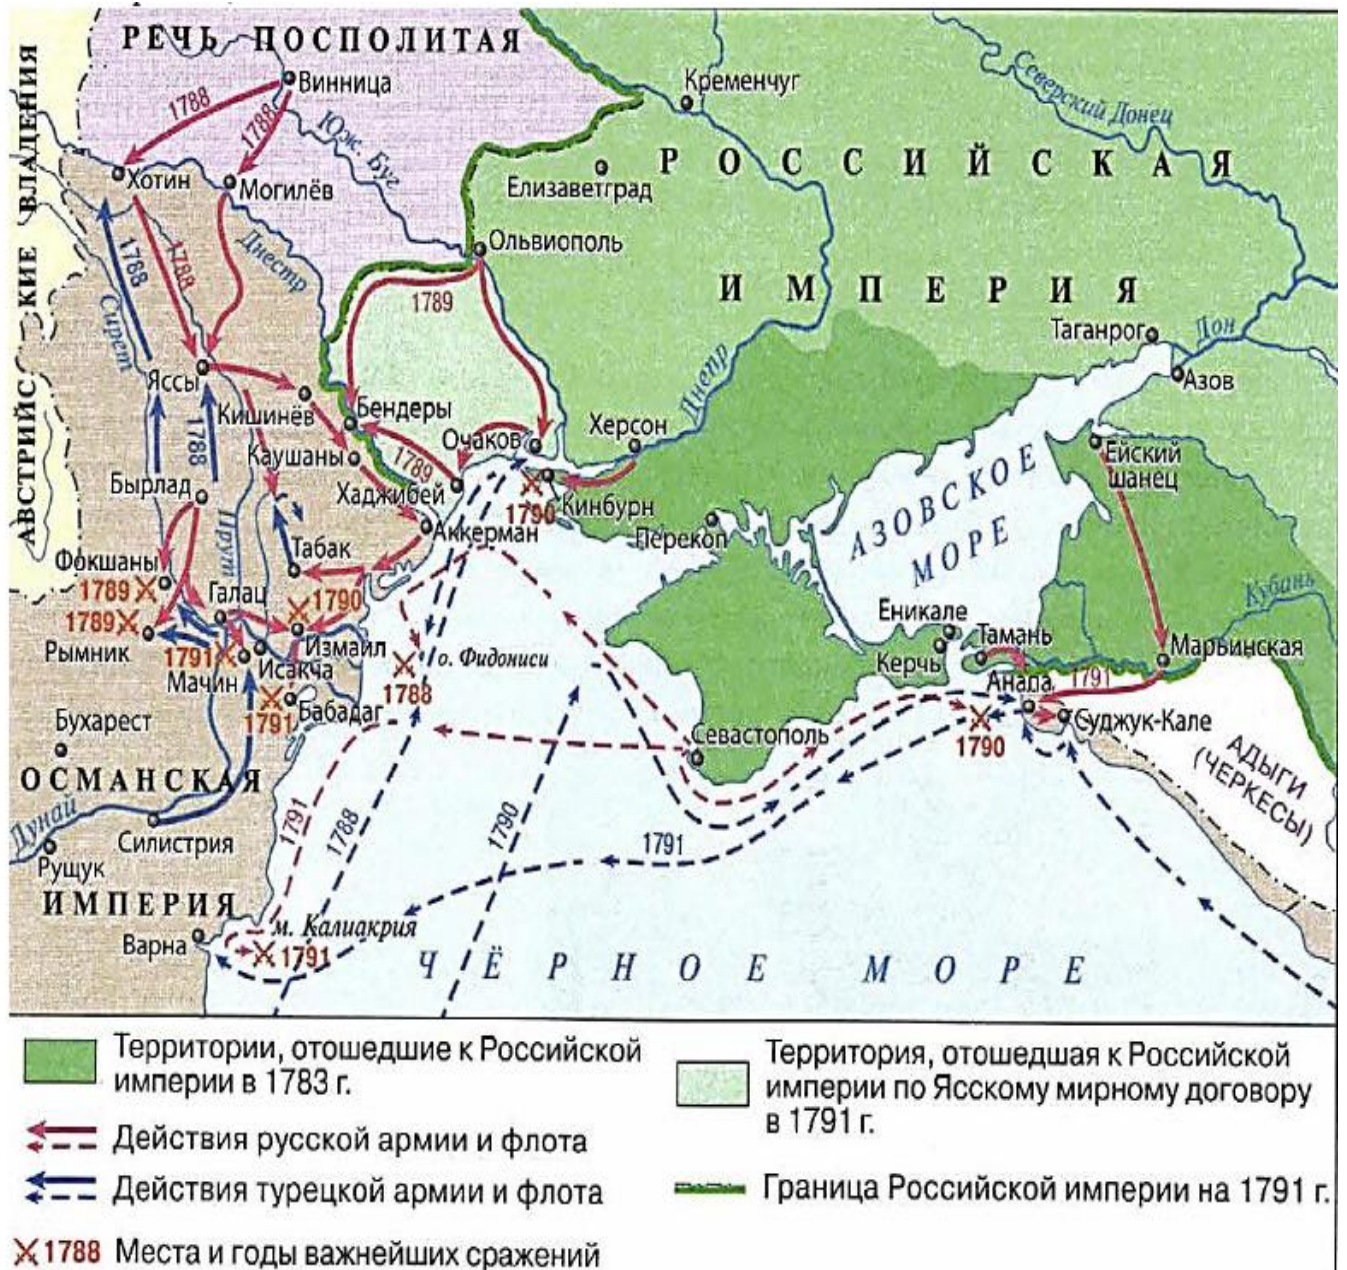 РЕЧЬ ПОСПОЛИТАЯ
АВСТРИЙСКИЕ ВЛАДЕНИЯ
Винница
1788
1788
Юж. Буг
Кременчуг
Северский Донец
РОССИЙСКАЯ
ИМПЕРИЯ
Хотин
Могилёв
Елизаветград
Ольвиополь
Днестр
1788
1788
Сирет
1789
Таганрог
Дон
Азов
Днепр
Яссы
Кишинёв
Бендеры
1788
Очаков
Херсон
Каушаны
1789
Ейский
шанец
Бырлад
Хаджибей
Кинбурн
1790
Прут
Аккерман
Перекоп
АЗОВСКОЕ
МОРЕ
Фокшаны
Табак
1789
1790
Галац
1789
Рымник
1791
Измаил
Исакча
Мачин
о. Фидониси
1788
Еникале
Керчь
Тамань
Кубань
Марьинская
Анапа
1791
1791
Бабадаг
Бухарест
Севастополь
1790
Суджук-Кале
АДЫГИ
(ЧЕРКЕСЫ)
ОСМАНСКАЯ
ИМПЕРИЯ
Дунай
Силистрия
Рущук
1791
1788
1790
1791
Варна
м. Калиакрия
1791
ЧЁРНОЕ МОРЕ
Территории, отошедшие к Российской
империи в 1783 г.
Действия русской армии и флота
Действия турецкой армии и флота
1788 Места и годы важнейших сражений
Территория, отошедшая к Российской
империи по Ясскому мирному договору
в 1791 г.
Граница Российской империи на 1791 г.